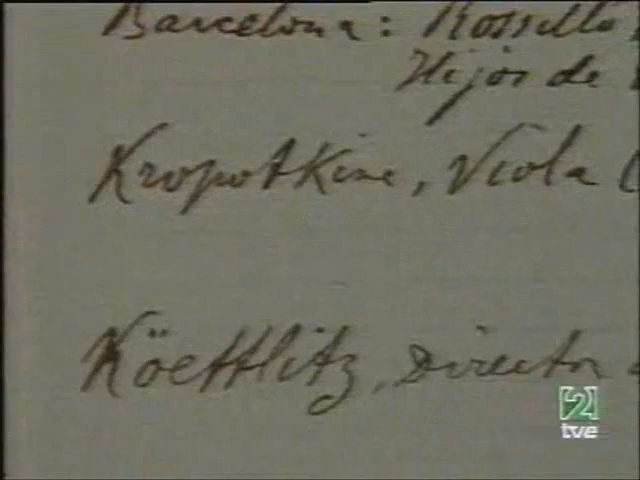 Barcelona: Rosselló
Hijos de
Kropotkine, Viola (
Köettlitz, Director
2
tve